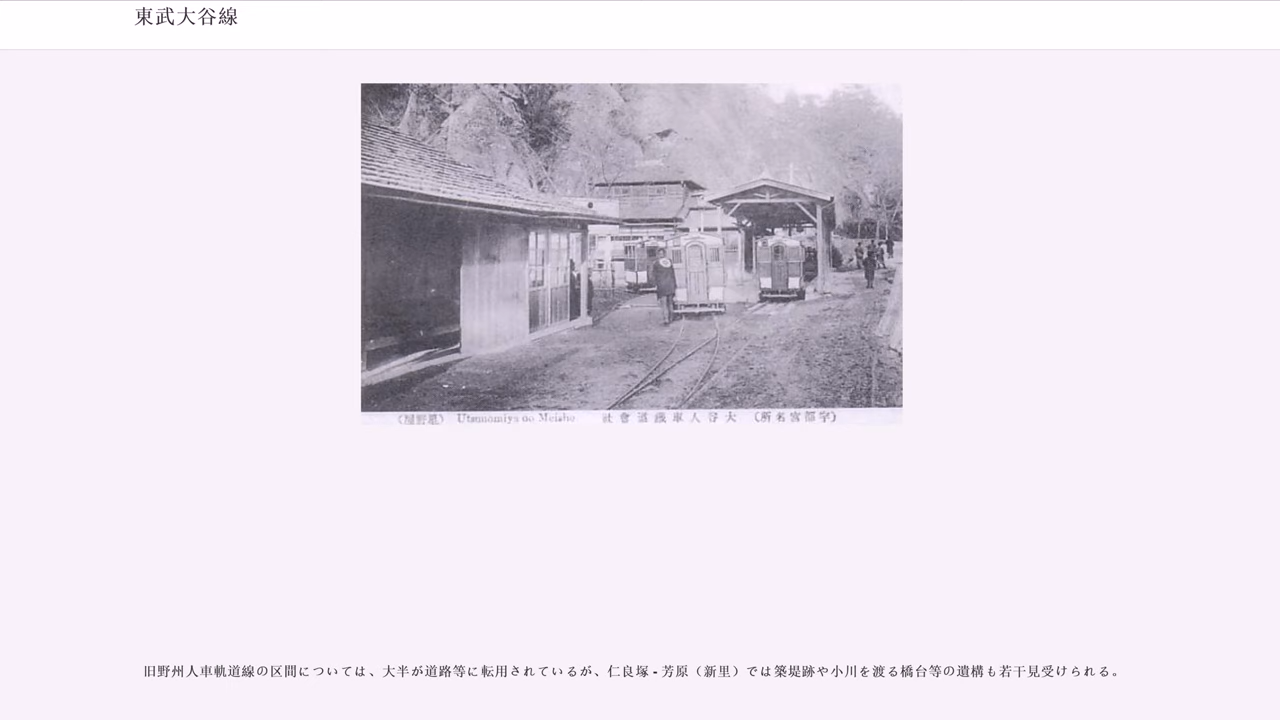 東武大谷線
（星野屋） Utsunomiya no Meisho 社會道鐵車人谷大 （所名宮都宇）
旧野州人車軌道線の区間については、大半が道路等に転用されているが、仁良塚 - 芳原（新里）では築堤跡や小川を渡る橋台等の遺構も若干見受けられる。